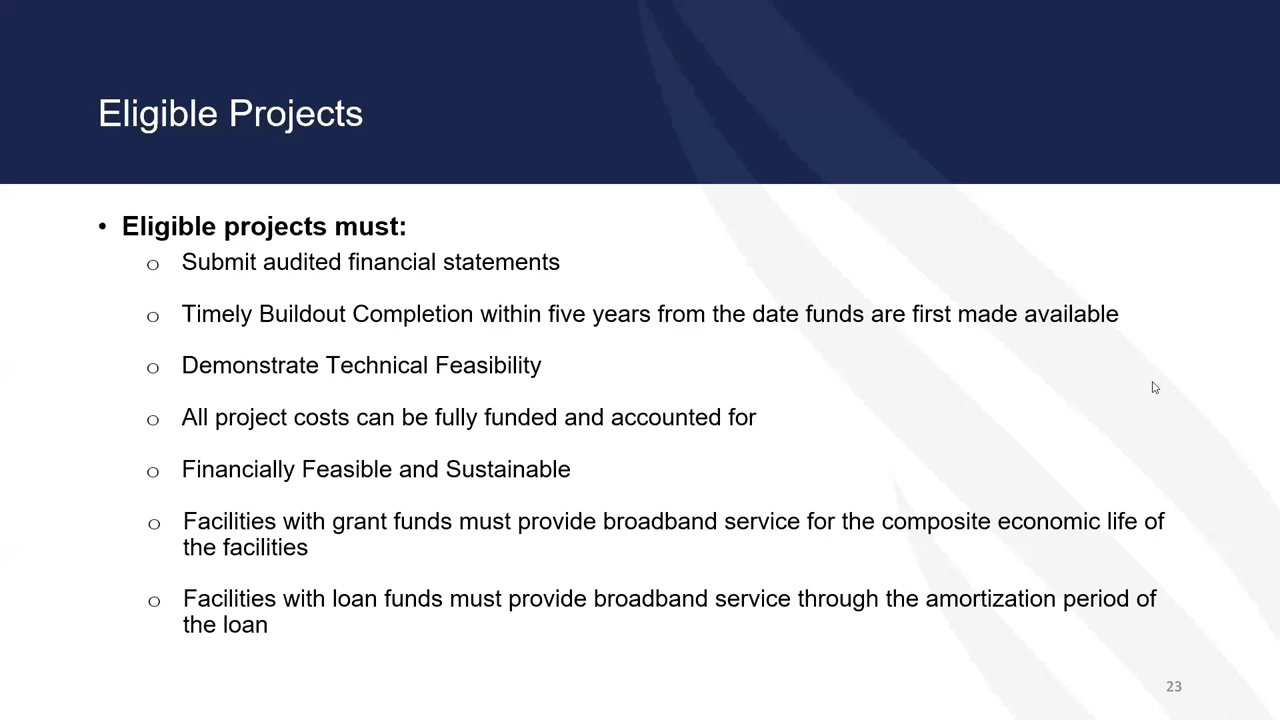 Eligible Projects
• Eligible projects must:
o Submit audited financial statements
o Timely Buildout Completion within five years from the date funds are first made available
o Demonstrate Technical Feasibility
o All project costs can be fully funded and accounted for
o Financially Feasible and Sustainable
o Facilities with grant funds must provide broadband service for the composite economic life of
the facilities
o Facilities with loan funds must provide broadband service through the amortization period of
the loan
23